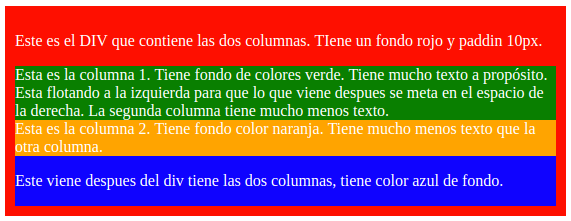 Este es el DIV que contiene las dos columnas. TIene un fondo rojo y paddin 10px.
Esta es la columna 1. Tiene fondo de colores verde. Tiene mucho texto a propósito.
Esta flotando a la izquierda para que lo que viene despues se meta en el espacio de
la derecha. La segunda columna tiene mucho menos texto.
Esta es la columna 2. Tiene fondo color naranja. Tiene mucho menos texto que la
otra columna.
Este viene despues del div tiene las dos columnas, tiene color azul de fondo.